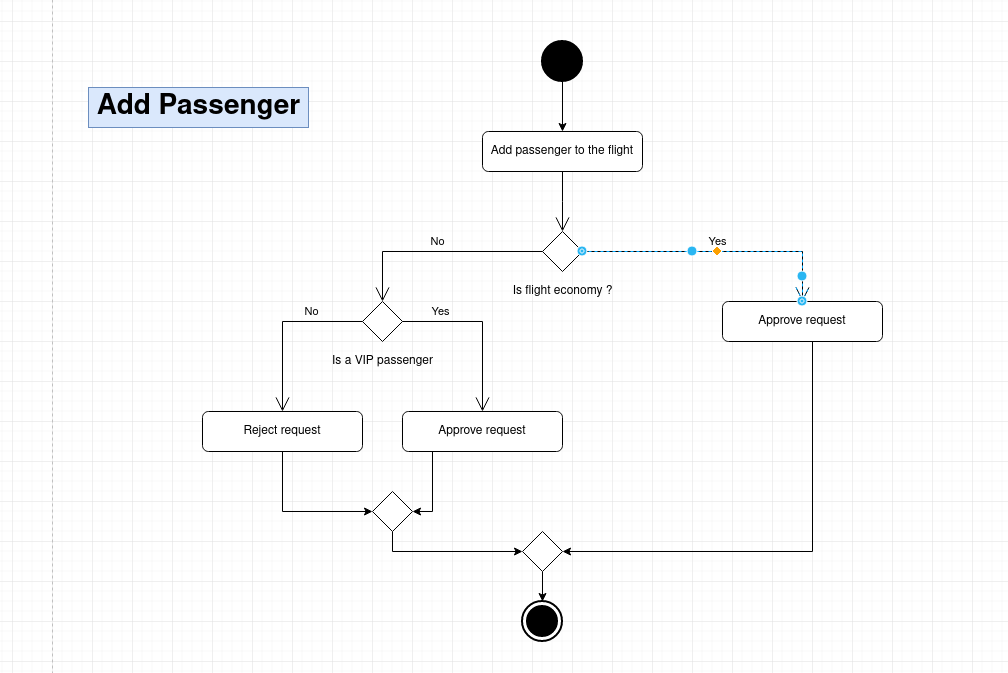 Add Passenger
Add passenger to the flight
No
Yes
Is flight economy ?
No
Yes
Approve request
Is a VIP passenger
Reject request
Approve request